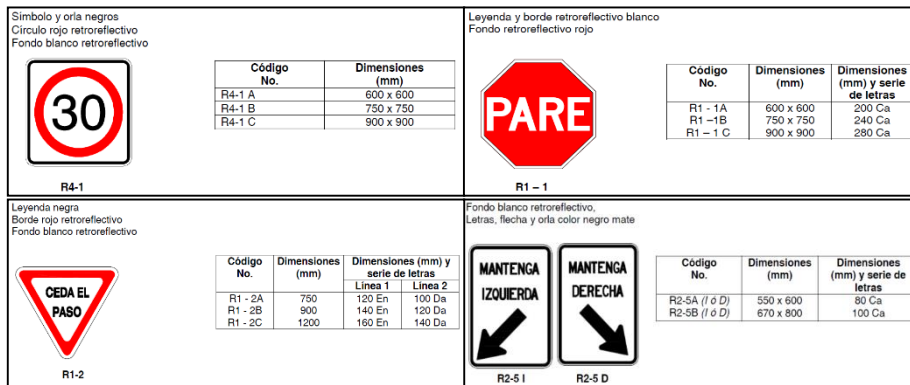 Simbolo y orla negros
Círculo rojo retroreflectivo
Fondo blanco retroreflectivo
30
R4-1
Código No. Dimensiones (mm)
R4-1 A 600 x 600
R4-1 B 750 x 750
R4-1 C 900 x 900
Leyenda y borde retroreflectivo blanco
Fondo retroreflectivo rojo
PARE
R1 – 1
Código No. Dimensiones (mm) Dimensiones (mm) y serie de letras
R1 - 1A 600 x 600 200 Ca
R1 –1B 750 x 750 240 Ca
R1 – 1 C 900 x 900 280 Ca
Leyenda negra
Borde rojo retroreflectivo
Fondo blanco retroreflectivo
CEDA EL
PASO
R1-2
Código No. Dimensiones (mm) Dimensiones (mm) y serie de letras
Linea 1 Linea 2
R1 - 2A 750 120 En 100 Da
R1 - 2B 900 140 En 120 Da
R1 - 2C 1200 160 En 140 Da
Fondo blanco retroreflectivo,
Letras, flecha y orla color negro mate
MANTENGA
IZQUIERDA
R2-5 I
MANTENGA
DERECHA
R2-5 D
Código No. Dimensiones (mm) Dimensiones (mm) y serie de letras
R2-5A (I ó D) 550 x 600 80 Ca
R2-5B (I ó D) 670 x 800 100 Ca